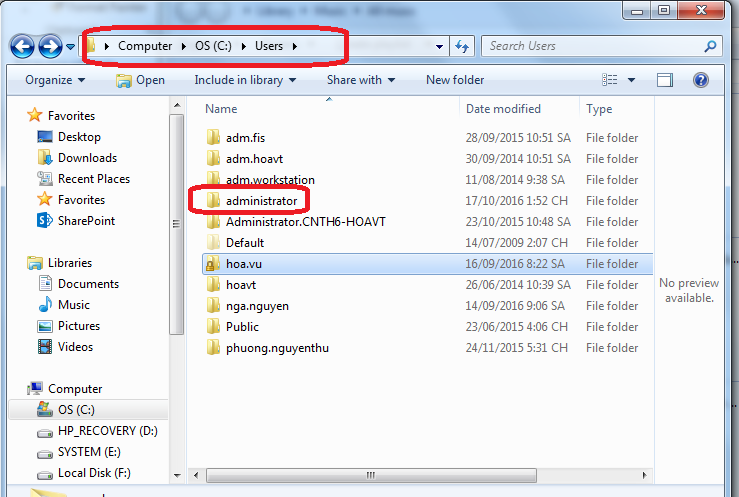 Computer OS (C:) Users
Search Users
Organize Open Include in library Share with New folder
Name Date modified Type
Favorites
Desktop
Downloads
Recent Places
Favorites
SharePoint
Libraries
Documents
Music
Pictures
Videos
Computer
OS (C:)
HP_RECOVERY (D:)
SYSTEM (E:)
Local Disk (F:)
adm.fis 28/09/2015 10:51 SA File folder
adm.hoavt 30/09/2014 10:51 SA File folder
adm.workstation 11/08/2014 9:38 SA File folder
administrator 17/10/2016 1:52 CH File folder
Administrator.CNTH6-HOAVT 23/10/2015 10:48 SA File folder
Default 14/07/2009 2:07 CH File folder
hoa.vu 16/09/2016 8:22 SA File folder
hoavt 26/06/2014 10:39 SA File folder
nga.nguyen 14/09/2016 9:06 SA File folder
Public 23/06/2015 4:06 CH File folder
phuong.nguyenthu 24/11/2015 5:31 CH File folder
No preview
available.